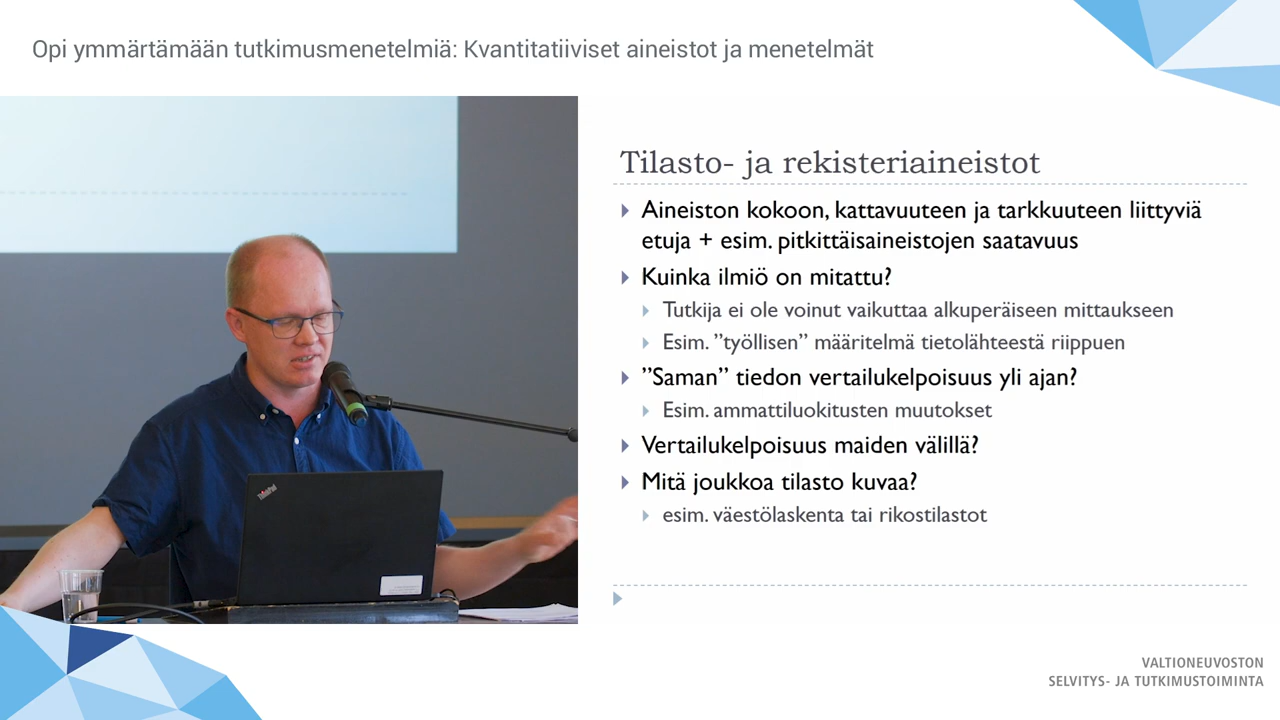 Opi ymmärtämään tutkimusmenetelmiä: Kvantitatiiviset aineistot ja menetelmät
Tilasto- ja rekisteriaineistot
Aineiston kokoon, kattavuuteen ja tarkkuuteen liittyviä
etuja + esim. pitkittäisaineistojen saatavuus
Kuinka ilmiö on mitattu?
Tutkija ei ole voinut vaikuttaa alkuperäiseen mittaukseen
Esim. ”työllisen” määritelmä tietolähteestä riippuen
”Saman” tiedon vertailukelpoisuus yli ajan?
Esim. ammattiluokitusten muutokset
Vertailukelpoisuus maiden välillä?
Mitä joukkoa tilasto kuvaa?
esim. väestölaskenta tai rikostilastot
ThinkPad
VALTIONEUVOSTON
SELVITYS- JA TUTKIMUSTOIMINTA